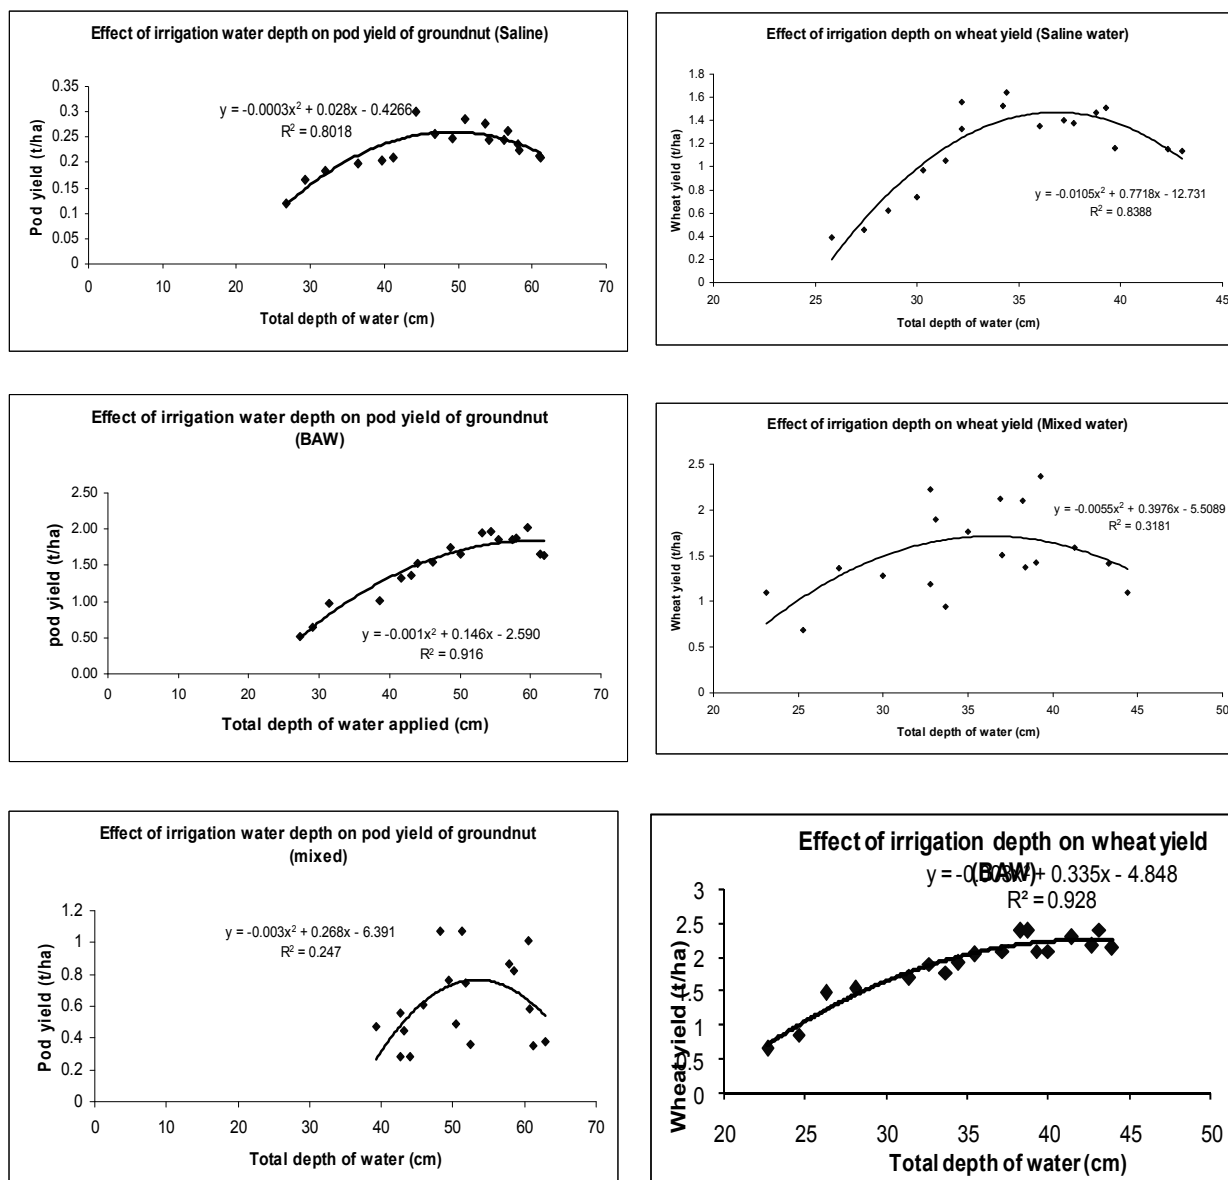 Effect of irrigation water depth on pod yield of groundnut (Saline)
Pod yield (t/ha)
0.35
0.3
0.25
0.2
0.15
0.1
0.05
0
y = -0.0003x² + 0.028x - 0.4266
R² = 0.8018
0 10 20 30 40 50 60 70
Total depth of water (cm)
Effect of irrigation depth on wheat yield (Saline water)
Wheat yield (t/ha)
1.8
1.6
1.4
1.2
1
0.8
0.6
0.4
0.2
0
y = -0.0105x² + 0.7718x - 12.731
R² = 0.8388
20 25 30 35 40 45
Total depth of water (cm)
Effect of irrigation water depth on pod yield of groundnut
(BAW)
pod yield (t/ha)
2.50
2.00
1.50
1.00
0.50
0.00
y = -0.001x² + 0.146x - 2.590
R² = 0.916
0 10 20 30 40 50 60 70
Total depth of water applied (cm)
Effect of irrigation depth on wheat yield (Mixed water)
Wheat yield (t/ha)
2.5
2
1.5
1
0.5
0
y = -0.0055x² + 0.3976x - 5.5089
R² = 0.3181
20 25 30 35 40 45 50
Total depth of water (cm)
Effect of irrigation water depth on pod yield of groundnut
(mixed)
Pod yield (t/ha)
1.2
1
0.8
0.6
0.4
0.2
0
y = -0.003x² + 0.268x - 6.391
R² = 0.247
0 10 20 30 40 50 60 70
Total depth of water (cm)
Effect of irrigation depth on wheat yield
(BAW)
y = + 0.335x - 4.848
R² = 0.928
Wheat yield (t/ha)
3
2.5
2
1.5
1
0.5
0
20 25 30 35 40 45 50
Total depth of water (cm)